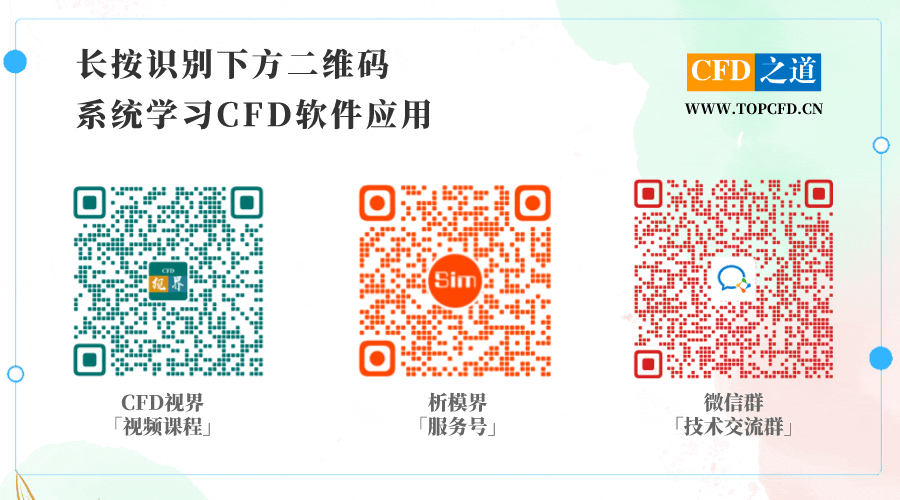 长按识别下方二维码
系统学习CFD软件应用
CFD之道
WWW.TOPCFD.CN
CFD
视界
Sim
CFD视界
「视频课程」
析模界
「服务号」
微信群
「技术交流群」